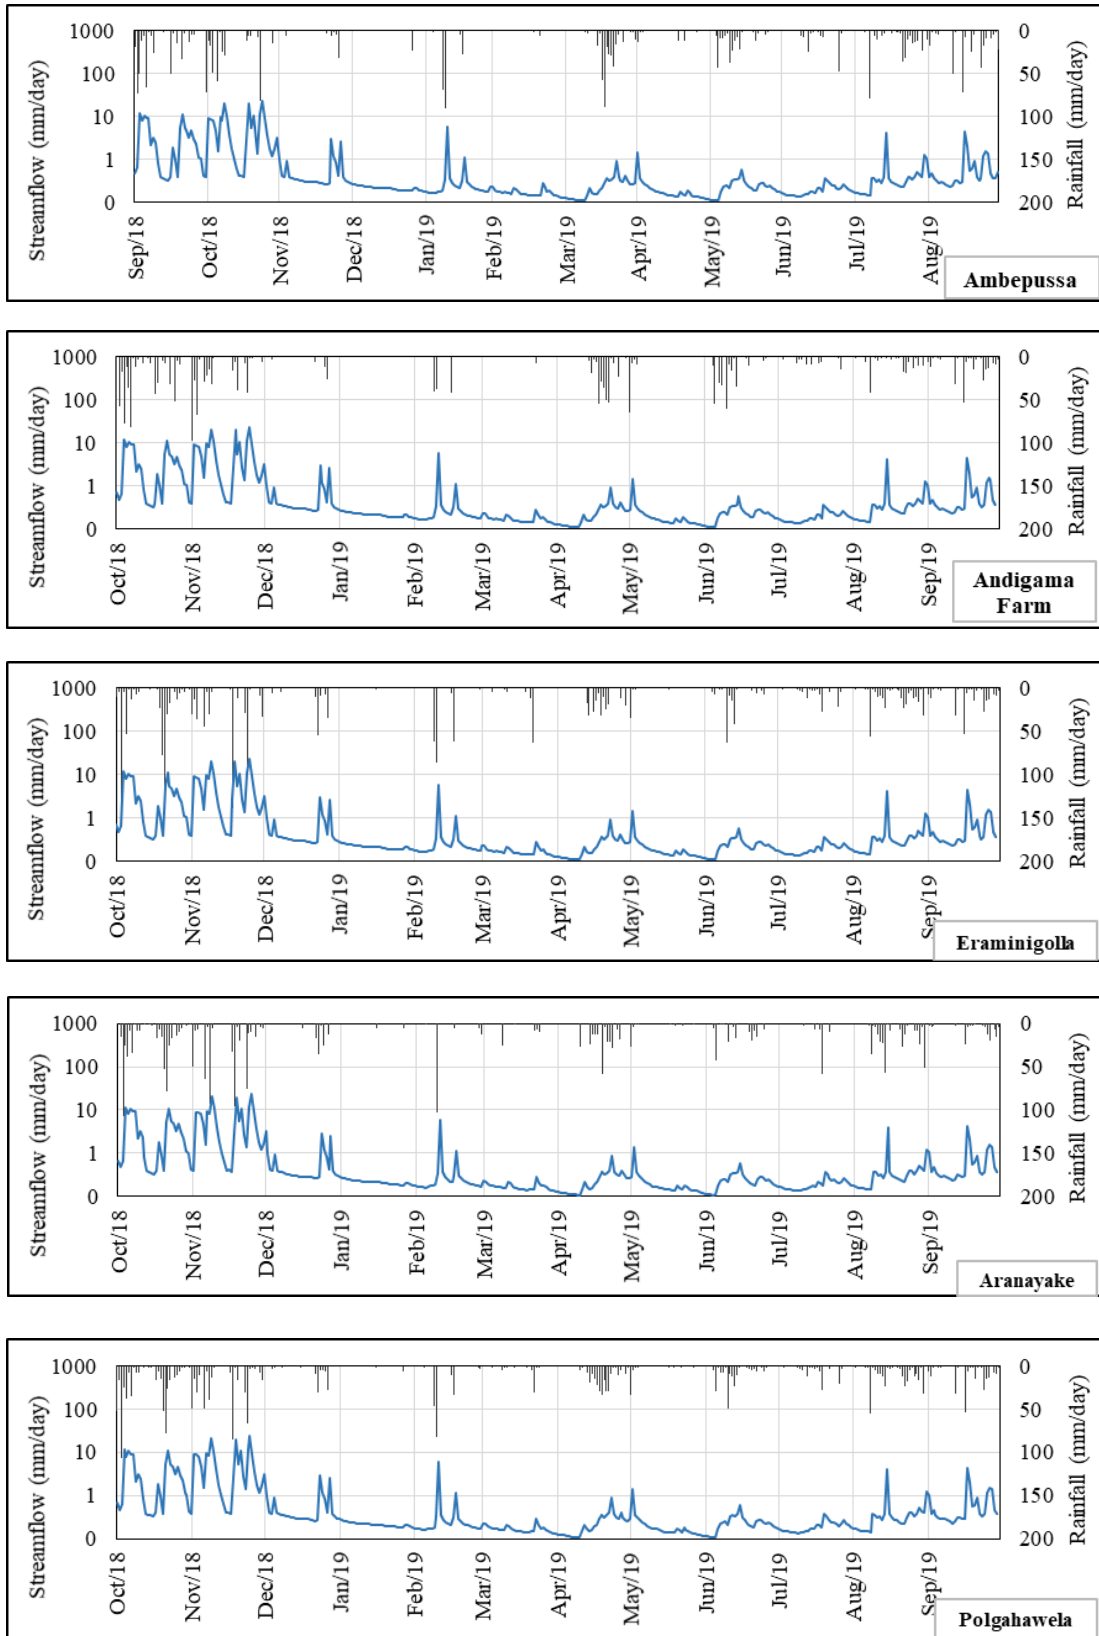 Streamflow (mm/day)
1000
100
10
1
0
0
50
100
150
200
Rainfall (mm/day)
Sep/18
Oct/18
Nov/18
Dec/18
Jan/19
Feb/19
Mar/19
Apr/19
May/19
Jun/19
Jul/19
Aug/19
Ambepussa
Streamflow (mm/day)
1000
100
10
1
0
0
50
100
150
200
Rainfall (mm/day)
Oct/18
Nov/18
Dec/18
Jan/19
Feb/19
Mar/19
Apr/19
May/19
Jun/19
Jul/19
Aug/19
Sep/19
Andigama
Farm
Streamflow (mm/day)
1000
100
10
1
0
0
50
100
150
200
Rainfall (mm/day)
Oct/18
Nov/18
Dec/18
Jan/19
Feb/19
Mar/19
Apr/19
May/19
Jun/19
Jul/19
Aug/19
Sep/19
Eraminigolla
Streamflow (mm/day)
1000
100
10
1
0
0
50
100
150
200
Rainfall (mm/day)
Oct/18
Nov/18
Dec/18
Jan/19
Feb/19
Mar/19
Apr/19
May/19
Jun/19
Jul/19
Aug/19
Sep/19
Aranayake
Streamflow (mm/day)
1000
100
10
1
0
0
50
100
150
200
Rainfall (mm/day)
Oct/18
Nov/18
Dec/18
Jan/19
Feb/19
Mar/19
Apr/19
May/19
Jun/19
Jul/19
Aug/19
Sep/19
Polgahawela